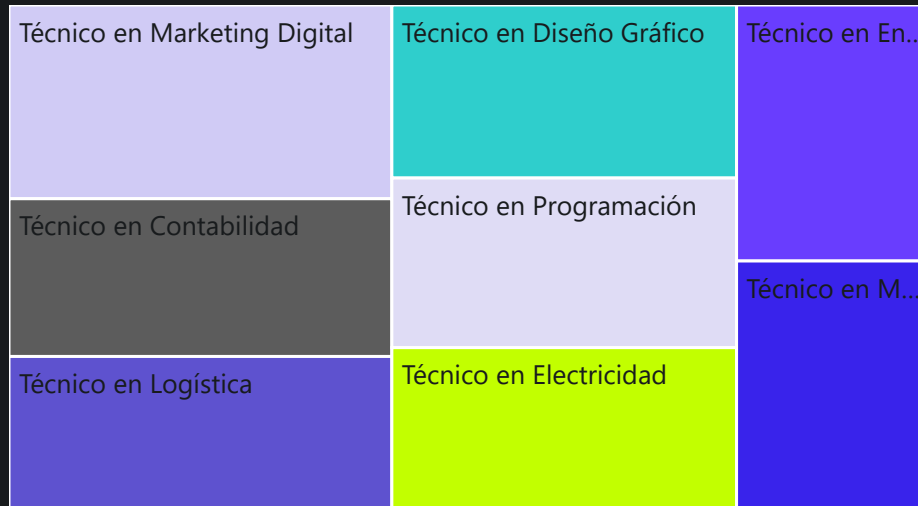 Técnico en Marketing Digital
Técnico en Contabilidad
Técnico en Logística
Técnico en Diseño Gráfico
Técnico en Programación
Técnico en Electricidad
Técnico en En...
Técnico en M...